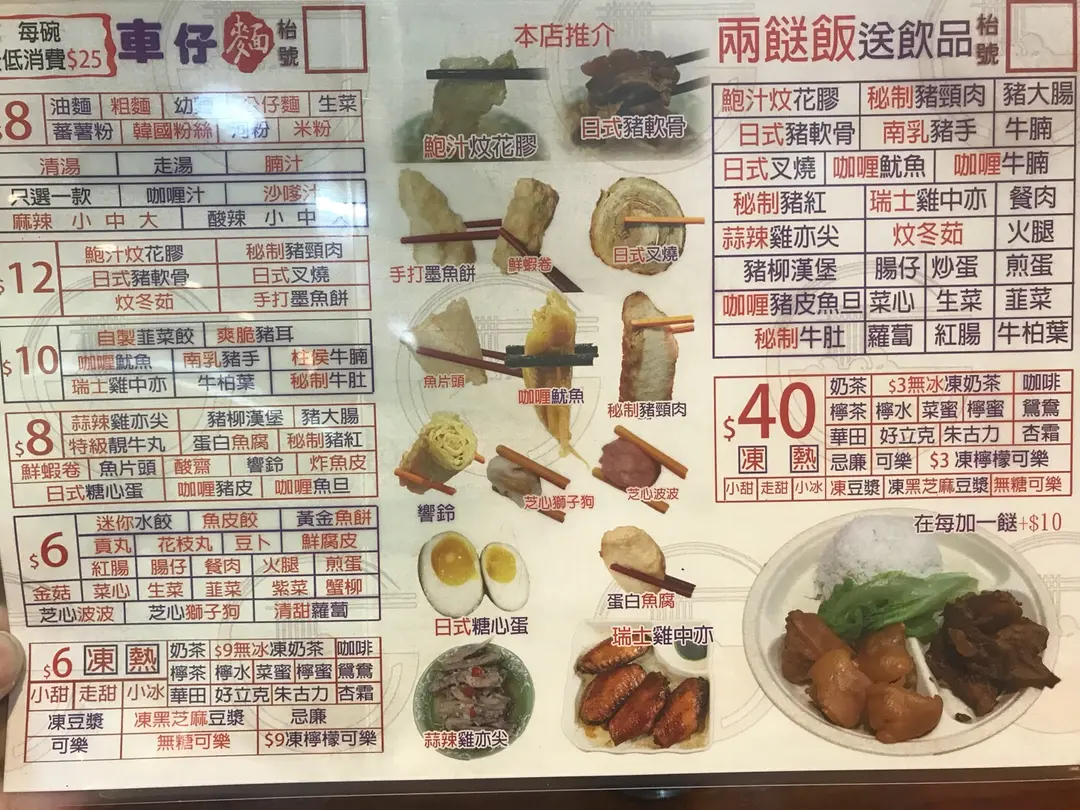 每碗
低消費$25
車仔麵
枱號
$8 油麵 粗麵 幼 公仔麵 生菜
蕃薯粉 韓國粉絲 河粉 米粉
清湯 走湯 腩汁
只選一款 咖喱汁 沙嗲汁
麻辣 小 中 大 酸辣 小 中
$12 鮑汁炆花膠 秘制豬頸肉
日式豬軟骨 日式叉燒
炆冬茹 手打墨魚餅
$10 自製韮菜餃 爽脆豬耳
咖喱魷魚 南乳豬手 柱侯牛腩
瑞士雞中亦 牛柏葉 秘制牛肚
$8 蒜辣雞亦尖 豬柳漢堡 豬大腸
特級靚牛丸 蛋白魚腐 秘制豬紅
鮮蝦卷 魚片頭 酸齋 響鈴 炸魚皮
日式糖心蛋 咖喱豬皮 咖喱魚旦
$6 迷你水餃 魚皮餃 黃金魚餅
貢丸 花枝丸 豆卜 鮮腐皮
紅腸 腸仔 餐肉 火腿 煎蛋
金菇 菜心 生菜 韮菜 紫菜 蟹柳
芝心波波 芝心獅子狗 清甜蘿蔔
$6 凍 熱 奶茶 $9無冰凍奶茶 咖啡
檸茶 檸水 菜蜜 檸蜜 鴛鴦
小甜 走甜 小冰 華田 好立克 朱古力 杏霜
凍豆漿 凍黑芝麻豆漿 忌廉
可樂 無糖可樂 $9凍檸檬可樂
本店推介
鮑汁炆花膠
日式豬軟骨
手打墨魚餅
鮮蝦卷
日式叉燒
魚片頭
咖喱魷魚
秘制豬頸肉
響鈴
芝心獅子狗
芝心波波
日式糖心蛋
蛋白魚腐
蒜辣雞亦尖
瑞士雞中亦
兩餸飯送飲品
枱號
鮑汁炆花膠 秘制豬頸肉 豬大腸
日式豬軟骨 南乳豬手 牛腩
日式叉燒 咖喱魷魚 咖喱牛腩
秘制豬紅 瑞士雞中亦 餐肉
蒜辣雞亦尖 炆冬茹 火腿
豬柳漢堡 腸仔 炒蛋 煎蛋
咖喱豬皮魚旦 菜心 生菜 韮菜
秘制牛肚 蘿蔔 紅腸 牛柏葉
$40 奶茶 $3無冰凍奶茶 咖啡
檸茶 檸水 菜蜜 檸蜜 鴛鴦
華田 好立克 朱古力 杏霜
凍 熱 忌廉 可樂 $3 凍檸檬可樂
小甜 走甜 小冰 凍豆漿 凍黑芝麻豆漿 無糖可樂
在每加一餸+$10